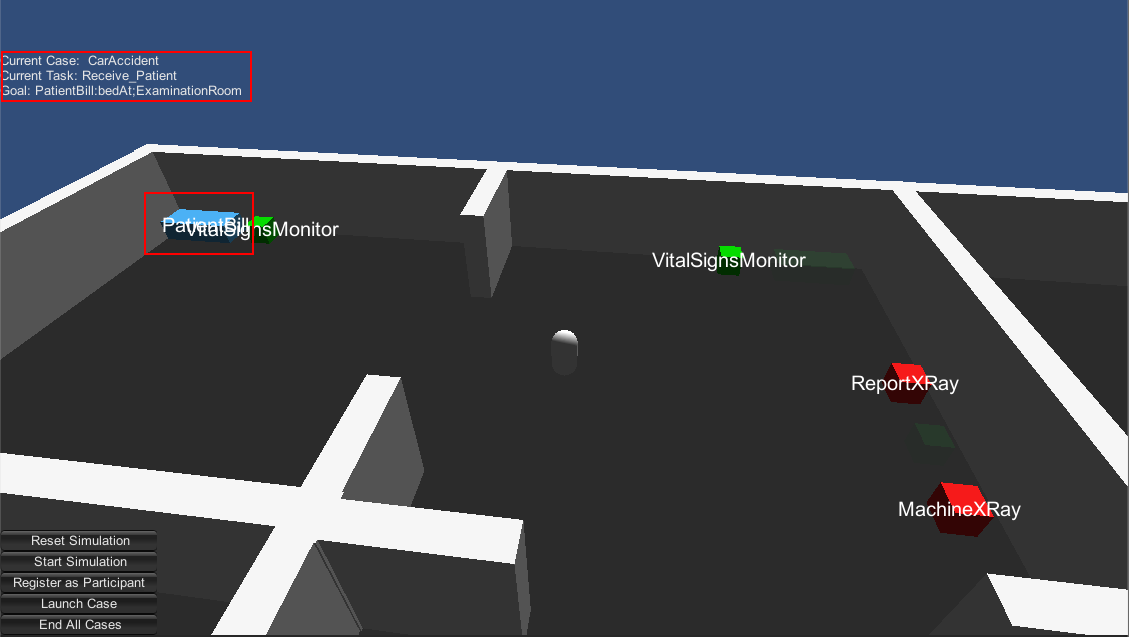 Current Case:  CarAccident
Current Task: Receive_Patient
Goal: PatientBill:bedAt;ExaminationRoom
PatientBill
VitalSignsMonitor
VitalSignsMonitor
ReportXRay
MachineXRay
Reset Simulation
Start Simulation
Register as Participant
Launch Case
End All Cases